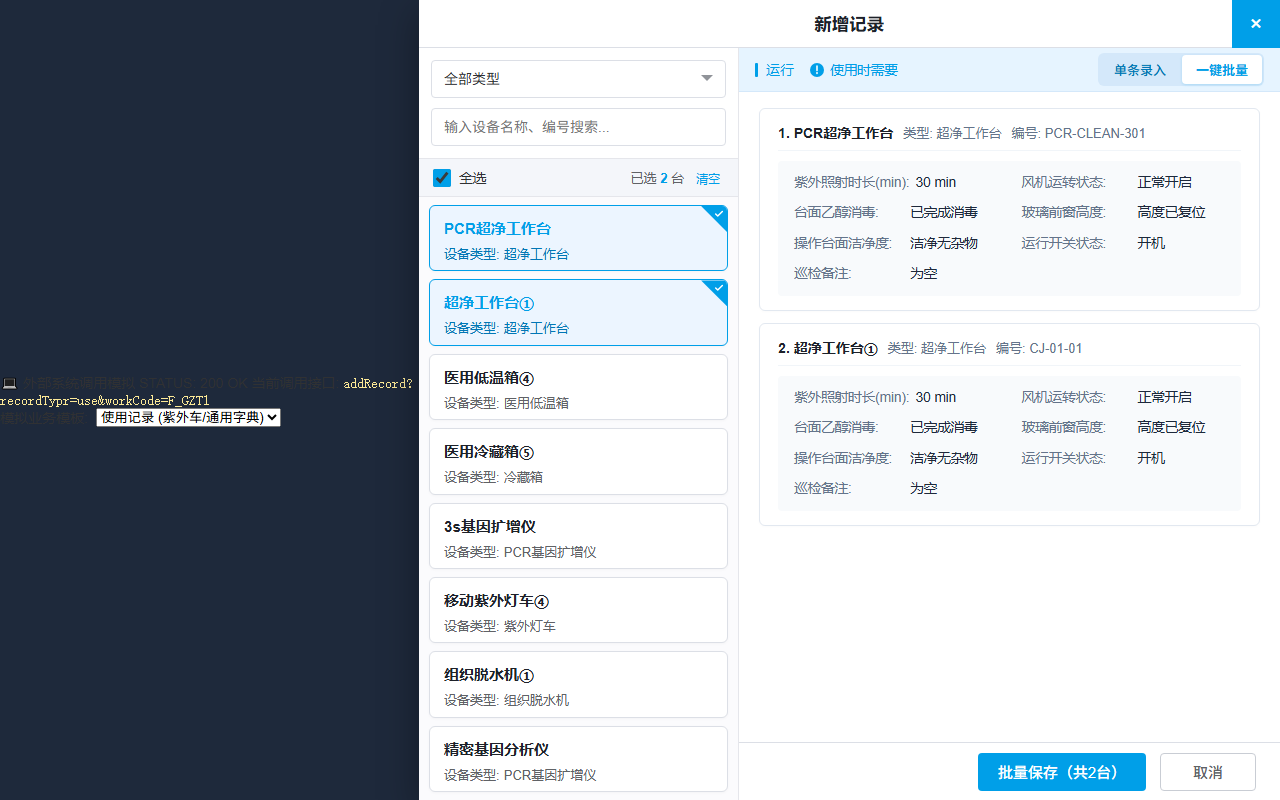 新增记录
×
💻 外部系统调用模拟 STATUS: 200 OK 当前调用接口: addRecord?
recordTypr=use&workCode=F_GZT1
模拟业务模板: 使用记录 (紫外车/通用字典)
全部类型
输入设备名称、编号搜索...
全选 已选 2 台 清空
PCR超净工作台
设备类型: 超净工作台
超净工作台①
设备类型: 超净工作台
医用低温箱④
设备类型: 医用低温箱
医用冷藏箱⑤
设备类型: 冷藏箱
3s基因扩增仪
设备类型: PCR基因扩增仪
移动紫外灯车④
设备类型: 紫外灯车
组织脱水机①
设备类型: 组织脱水机
精密基因分析仪
设备类型: PCR基因扩增仪
运行 使用时需要 单条录入 一键批量
1. PCR超净工作台 类型: 超净工作台 编号: PCR-CLEAN-301
紫外照射时长(min): 30 min 风机运转状态: 正常开启
台面乙醇消毒: 已完成消毒 玻璃前窗高度: 高度已复位
操作台面洁净度: 洁净无杂物 运行开关状态: 开机
巡检备注: 为空
2. 超净工作台① 类型: 超净工作台 编号: CJ-01-01
紫外照射时长(min): 30 min 风机运转状态: 正常开启
台面乙醇消毒: 已完成消毒 玻璃前窗高度: 高度已复位
操作台面洁净度: 洁净无杂物 运行开关状态: 开机
巡检备注: 为空
批量保存（共2台） 取消